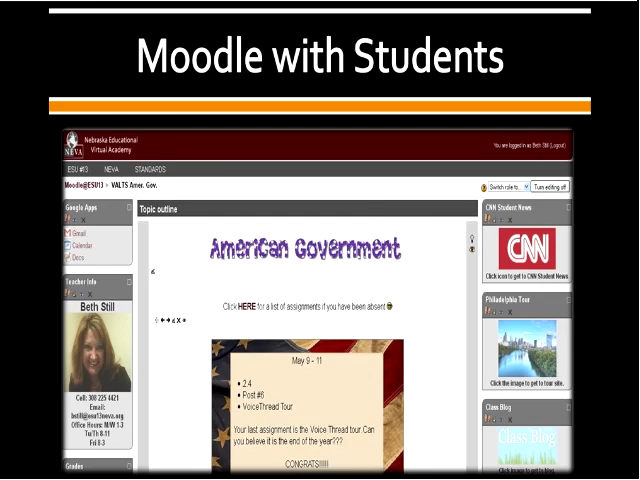 Moodle with Students
NEVA
Nebraska Educational
Virtual Academy
You are logged in as Beth Still (Logout)
ESU #13 NEVA STANDARDS
Moodle@ESU13 ► VALTS Amer. Gov.
Switch role to...
Turn editing off
Google Apps
Gmail
Calendar
Docs
Teacher Info
Beth Still
Cell: 308 225 4421
Email:
bstill@esu13neva.org
Office Hours: M/W 1-3
Tu/Th 8-11
Fri 8-3
Grades
Topic outline
American Government
Click HERE for a list of assignments if you have been absent
May 9 - 11
• 2.4
• Post #6
• VoiceThread Tour
Your last assignment is the Voice Thread tour Can
you believe it is the end of the year???
CONGRATS!!!!!!
CNN Student News
CNN
Click icon to get to CNN Student News
Philadelphia Tour
Click the image to get to tour site.
Class Blog
Class Blog